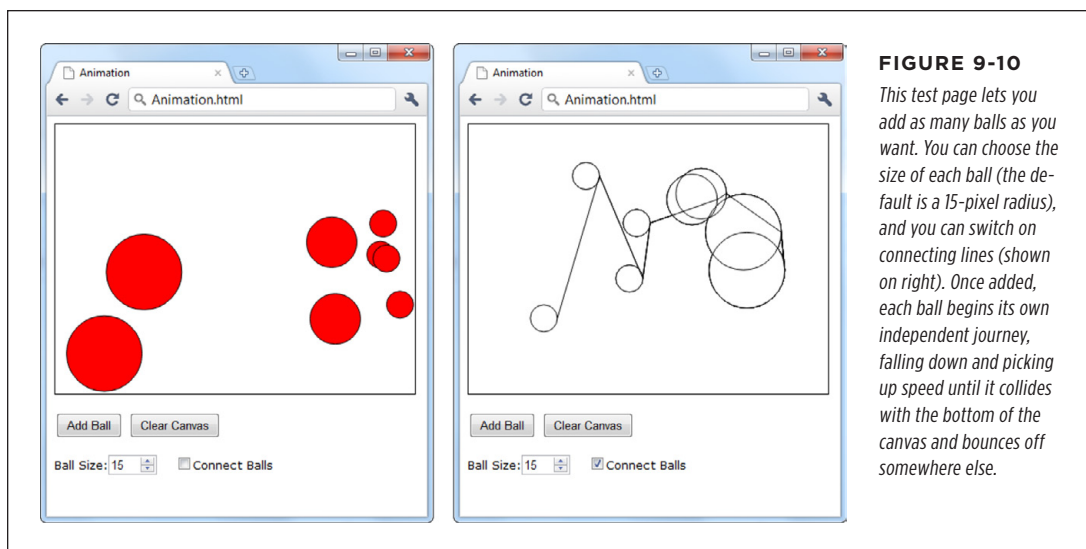 Animation
Animation.html
Add Ball
Clear Canvas
Ball Size: 15
Connect Balls
Animation
Animation.html
Add Ball
Clear Canvas
Ball Size: 15
Connect Balls
FIGURE 9-10
This test page lets you
add as many balls as you
want. You can choose the
size of each ball (the de-
fault is a 15-pixel radius),
and you can switch on
connecting lines (shown
on right). Once added,
each ball begins its own
independent journey,
falling down and picking
up speed until it collides
with the bottom of the
canvas and bounces off
somewhere else.